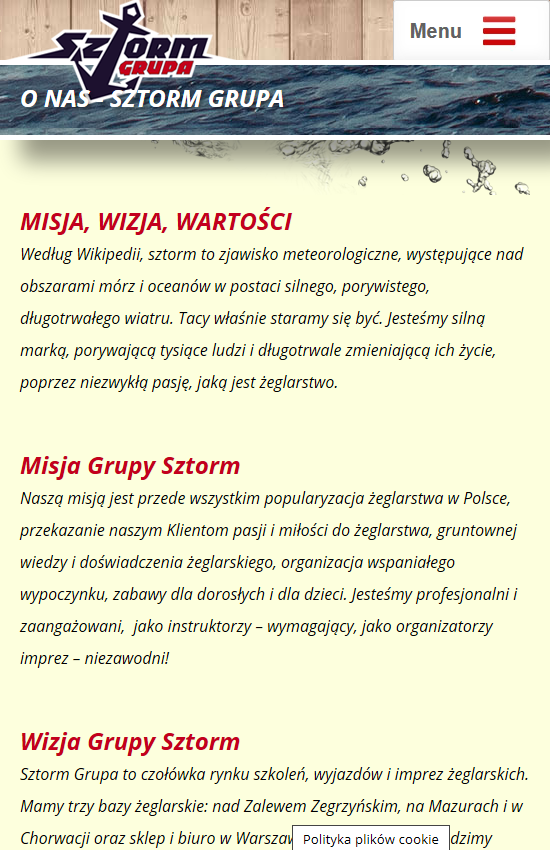 SZTORM
GRUPA
Menu
O NAS - SZTORM GRUPA
MISJA, WIZJA, WARTOŚCI
Według Wikipedii, sztorm to zjawisko meteorologiczne, występujące nad
obszarami mórz i oceanów w postaci silnego, porywistego,
długotrwałego wiatru. Tacy właśnie staramy się być. Jesteśmy silną
marką, porywającą tysiące ludzi i długotrwale zmieniającą ich życie,
poprzez niezwykłą pasję, jaką jest żeglarstwo.
Misja Grupy Sztorm
Naszą misją jest przede wszystkim popularyzacja żeglarstwa w Polsce,
przekazanie naszym Klientom pasji i miłości do żeglarstwa, gruntownej
wiedzy i doświadczenia żeglarskiego, organizacja wspaniałego
wypoczynku, zabawy dla dorosłych i dla dzieci. Jesteśmy profesjonalni i
zaangażowani, jako instruktorzy – wymagający, jako organizatorzy
imprez – niezawodni!
Wizja Grupy Sztorm
Sztorm Grupa to czołówka rynku szkoleń, wyjazdów i imprez żeglarskich.
Mamy trzy bazy żeglarskie: nad Zalewem Zegrzyńskim, na Mazurach i w
Chorwacji oraz sklep i biuro w
Polityka plików cookie